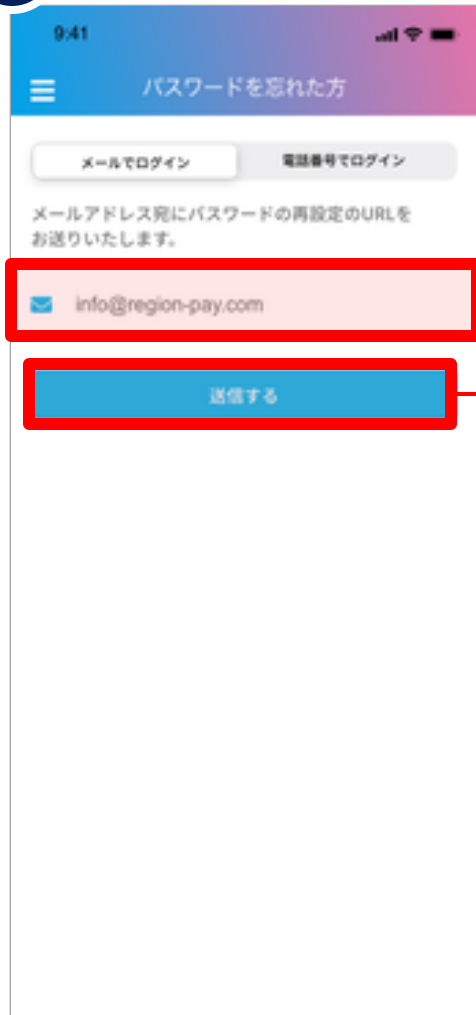 9:41
パスワードを忘れた方
メールでログイン
電話番号でログイン
メールアドレス宛にパスワードの再設定のURLを
お送りいたします。
info@region-pay.com
送信する